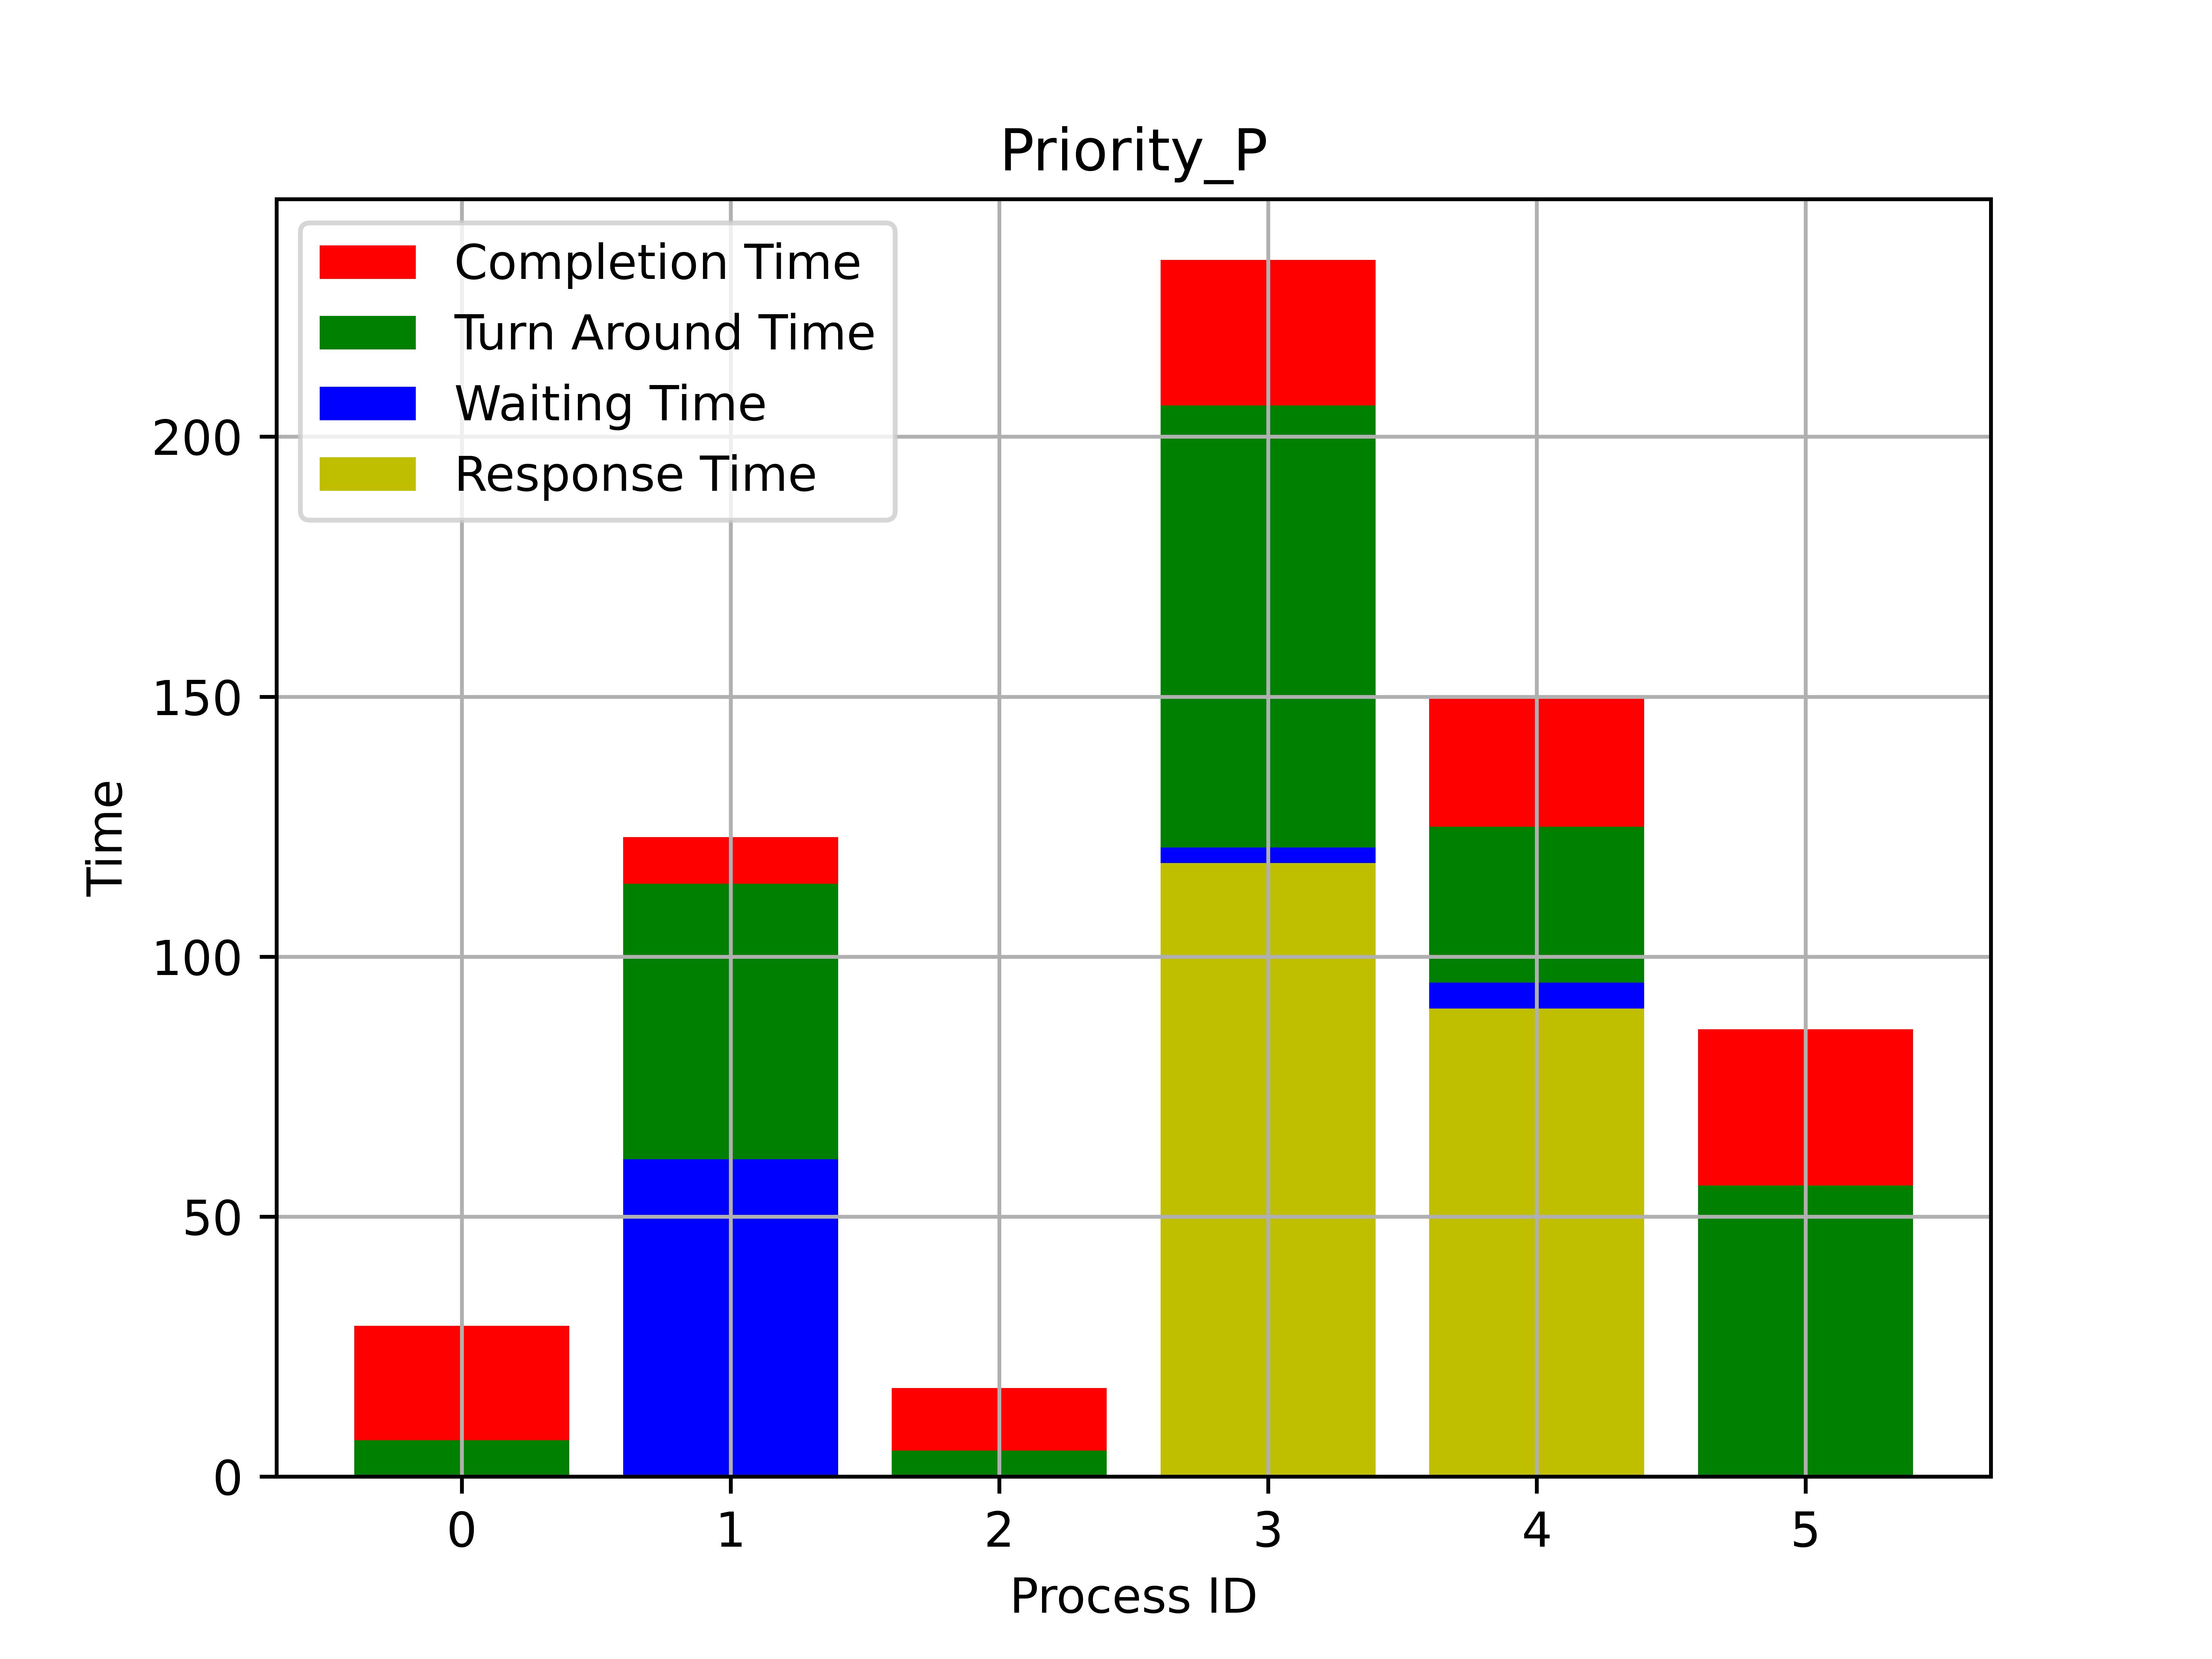 Priority_P
Completion Time
Turn Around Time
Waiting Time
Response Time
200
150
100
50
0
Time
0 1 2 3 4 5
Process ID